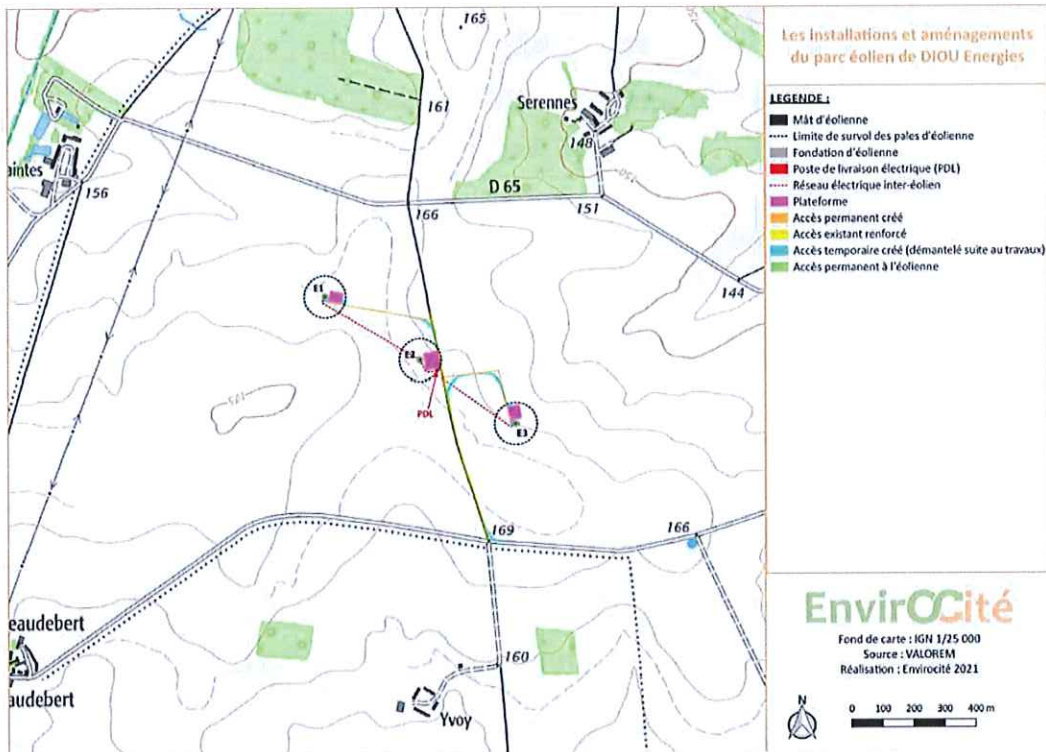 165
161
Serennes
148
aintes
156
D 65
150
151
166
144
E1
E2
PDL
E3
175
169
166
eaudebert
eaudebert
160
Yvoy
Les installations et aménagements
du parc éolien de DIOU Energies
LEGENDE :
Mât d'éolienne
Limite de survol des pales d'éolienne
Fondation d'éolienne
Poste de livraison électrique (PDL)
Réseau électrique inter-éolien
Plateforme
Accès permanent créé
Accès existant renforcé
Accès temporaire créé (démantelé suite au travaux)
Accès permanent à l'éolienne
EnvirOCité
Fond de carte : IGN 1/25 000
Source : VALOREM
Réalisation : Envirocité 2021
N
0 100 200 300 400 m